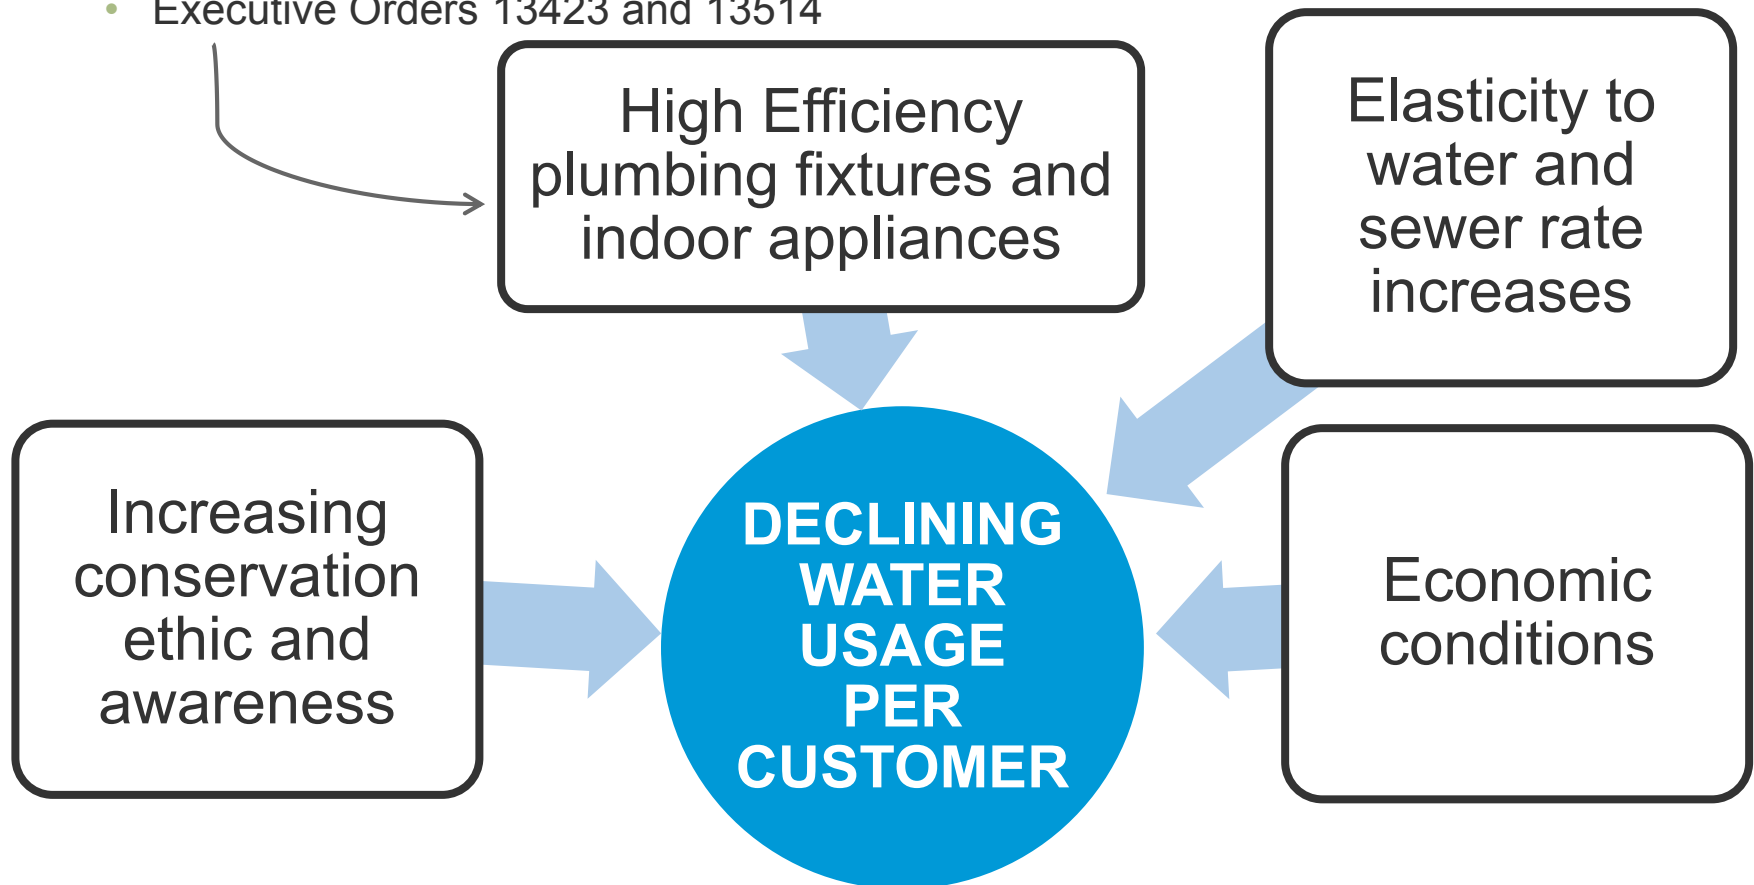 • Executive Orders 13423 and 13514
High Efficiency
plumbing fixtures and
indoor appliances
Elasticity to
water and
sewer rate
increases
Increasing
conservation
ethic and
awareness
DECLINING
WATER
USAGE
PER
CUSTOMER
Economic
conditions